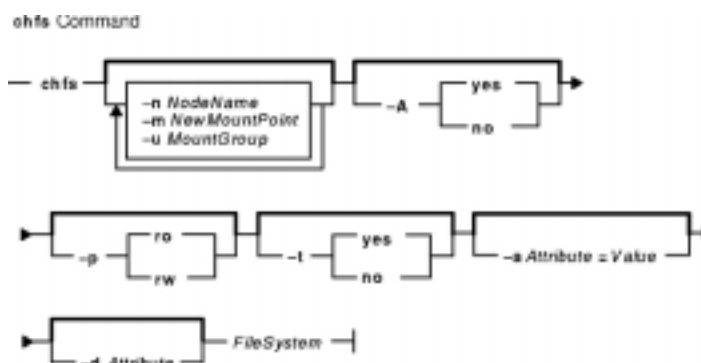 chfs Command
chfs
-n NodeName
-m NewMountPoint
-u MountGroup
-A
yes
no
-p
ro
rw
-t
yes
no
-a Attribute = Value
-d Attribute
FileSystem